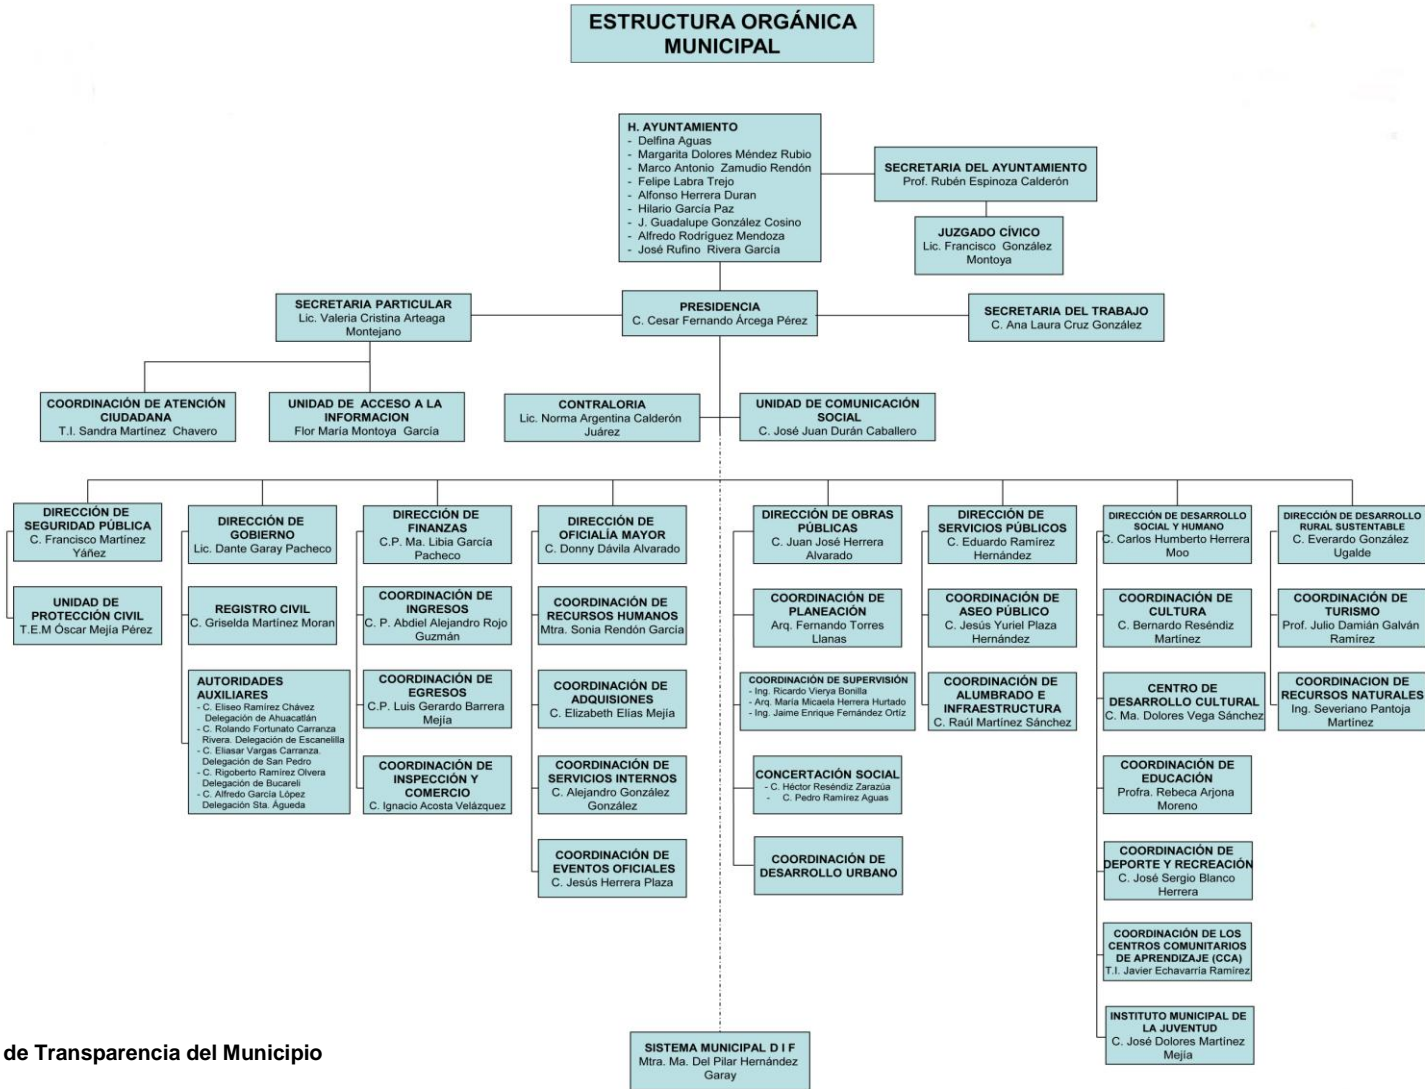 ESTRUCTURA ORGÁNICA
MUNICIPAL
H. AYUNTAMIENTO
- Delfina Aguas
- Margarita Dolores Méndez Rubio
- Marco Antonio Zamudio Rendón
- Felipe Labra Trejo
- Alfonso Herrera Duran
- Hilario García Paz
- J. Guadalupe González Cosino
- Alfredo Rodríguez Mendoza
- José Rufino Rivera García
SECRETARIA DEL AYUNTAMIENTO
Prof. Rubén Espinoza Calderón
JUZGADO CÍVICO
Lic. Francisco González
Montoya
SECRETARIA PARTICULAR
Lic. Valeria Cristina Arteaga
Montejano
PRESIDENCIA
C. Cesar Fernando Árcega Pérez
SECRETARIA DEL TRABAJO
C. Ana Laura Cruz González
COORDINACIÓN DE ATENCIÓN
CIUDADANA
T.I. Sandra Martínez Chavero
UNIDAD DE ACCESO A LA
INFORMACION
Flor María Montoya García
CONTRALORIA
Lic. Norma Argentina Calderón
Juárez
UNIDAD DE COMUNICACIÓN
SOCIAL
C. José Juan Durán Caballero
DIRECCIÓN DE
SEGURIDAD PÚBLICA
C. Francisco Martínez
Yáñez
UNIDAD DE
PROTECCIÓN CIVIL
T.E.M Óscar Mejía Pérez
DIRECCIÓN DE
GOBIERNO
Lic. Dante Garay Pacheco
REGISTRO CIVIL
C. Griselda Martínez Moran
AUTORIDADES
AUXILIARES
- C. Eliseo Ramírez Chávez
Delegación de Ahuacatlán
- C. Rolando Fortunato Carranza
Rivera. Delegación de Escanelilla
- C. Eliasar Vargas Carranza.
Delegación de San Pedro
- C. Rigoberto Ramírez Olvera
Delegación de Bucareli
- C. Alfredo García López
Delegación Sta. Águeda
DIRECCIÓN DE
FINANZAS
C.P. Ma. Libia García
Pacheco
COORDINACIÓN DE
INGRESOS
C. P. Abdiel Alejandro Rojo
Guzmán
COORDINACIÓN DE
EGRESOS
C.P. Luis Gerardo Barrera
Mejía
COORDINACIÓN DE
INSPECCIÓN Y
COMERCIO
C. Ignacio Acosta Velázquez
DIRECCIÓN DE
OFICIALÍA MAYOR
C. Donny Dávila Alvarado
COORDINACIÓN DE
RECURSOS HUMANOS
Mtra. Sonia Rendón García
COORDINACIÓN DE
ADQUISIONES
C. Elizabeth Elías Mejía
COORDINACIÓN DE
SERVICIOS INTERNOS
C. Alejandro González
González
COORDINACIÓN DE
EVENTOS OFICIALES
C. Jesús Herrera Plaza
DIRECCIÓN DE OBRAS
PÚBLICAS
C. Juan José Herrera
Alvarado
COORDINACIÓN DE
PLANEACIÓN
Arq. Fernando Torres
Llanas
COORDINACIÓN DE SUPERVISIÓN
- Ing. Ricardo Vierya Bonilla
- Arq. María Micaela Herrera Hurtado
- Ing. Jaime Enrique Fernández Ortíz
CONCERTACIÓN SOCIAL
- C. Héctor Reséndiz Zarazúa
- C. Pedro Ramírez Aguas
COORDINACIÓN DE
DESARROLLO URBANO
DIRECCIÓN DE
SERVICIOS PÚBLICOS
C. Eduardo Ramírez
Hernández
COORDINACIÓN DE
ASEO PÚBLICO
C. Jesús Yuriel Plaza
Hernández
COORDINACIÓN DE
ALUMBRADO E
INFRAESTRUCTURA
C. Raúl Martínez Sánchez
DIRECCIÓN DE DESARROLLO
SOCIAL Y HUMANO
C. Carlos Humberto Herrera
Moo
COORDINACIÓN DE
CULTURA
C. Bernardo Reséndiz
Martínez
CENTRO DE
DESARROLLO CULTURAL
C. Ma. Dolores Vega Sánchez
COORDINACIÓN DE
EDUCACIÓN
Profra. Rebeca Arjona
Moreno
COORDINACIÓN DE
DEPORTE Y RECREACIÓN
C. José Sergio Blanco
Herrera
COORDINACIÓN DE LOS
CENTROS COMUNITARIOS
DE APRENDIZAJE (CCA)
T.I. Javier Echavarría Ramírez
INSTITUTO MUNICIPAL DE
LA JUVENTUD
C. José Dolores Martínez
Mejía
DIRECCIÓN DE DESARROLLO
RURAL SUSTENTABLE
C. Everardo González
Ugalde
COORDINACIÓN DE
TURISMO
Prof. Julio Damián Galván
Ramírez
COORDINACION DE
RECURSOS NATURALES
Ing. Severiano Pantoja
Martínez
SISTEMA MUNICIPAL D I F
Mtra. Ma. Del Pilar Hernández
Garay
de Transparencia del Municipio